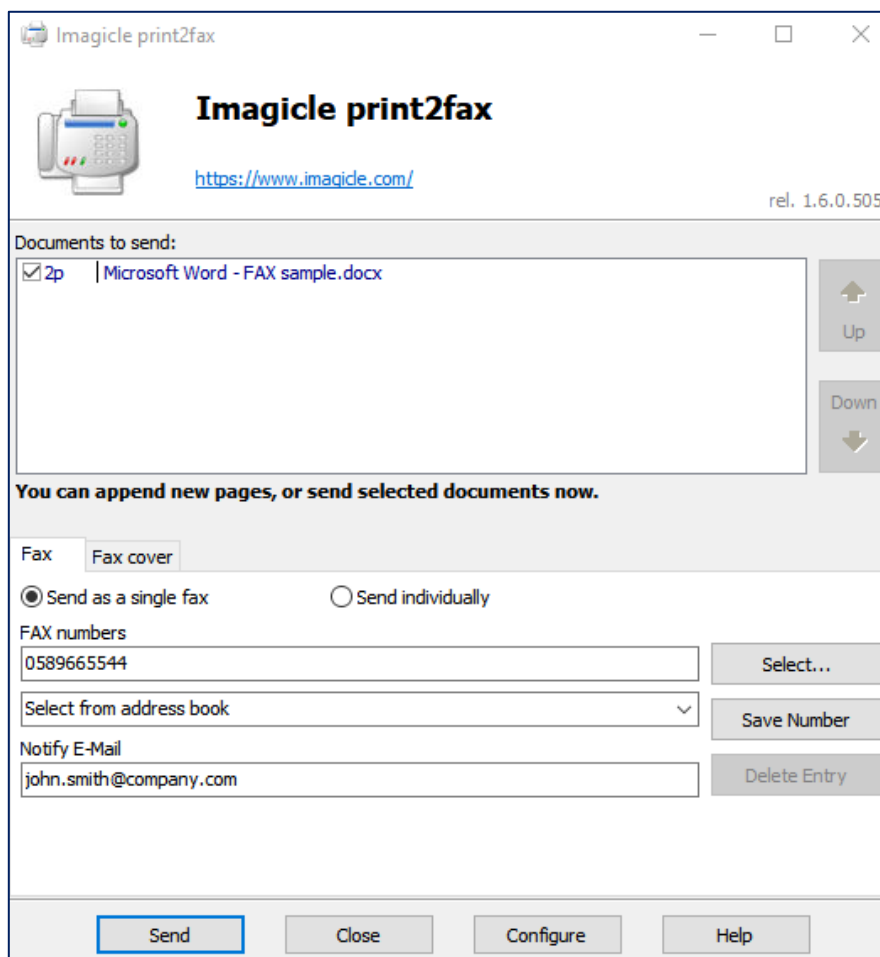 Imagicle print2fax
Imagicle print2fax
https://www.imagicle.com/
rel. 1.6.0.505
Documents to send:
2p Microsoft Word - FAX sample.docx
Up
Down
You can append new pages, or send selected documents now.
Fax Fax cover
Send as a single fax Send individually
FAX numbers
0589665544 Select...
Select from address book Save Number
Notify E-Mail
john.smith@company.com Delete Entry
Send Close Configure Help